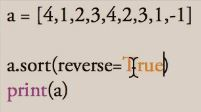 a = [4,1,2,3,4,2,3,1,-1]
a.sort(reverse=True)
print(a)